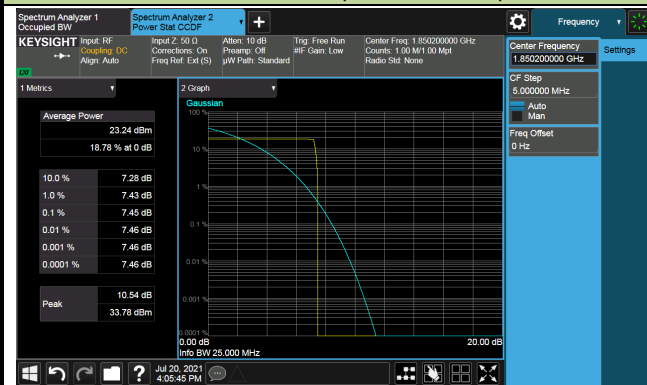 Spectrum Analyzer 1
Occupied BW
Spectrum Analyzer 2
Power Stat CCDF
Frequency
KEYSIGHT
Input: RF
Coupling: DC
Align: Auto
Input Z: 50 Ω
Corrections: On
Freq Ref: Ext (S)
Atten: 10 dB
Preamp: Off
µW Path: Standard
Trig: Free Run
#IF Gain: Low
Center Freq: 1.850200000 GHz
Counts: 1.00 M/1.00 Mpt
Radio Std: None
LXI
Center Frequency
1.850200000 GHz
Settings
CF Step
5.000000 MHz
Auto
Man
Freq Offset
0 Hz
1 Metrics
2 Graph
Average Power
23.24 dBm
18.78 % at 0 dB
10.0 % 7.28 dB
1.0 % 7.43 dB
0.1 % 7.45 dB
0.01 % 7.46 dB
0.001 % 7.46 dB
0.0001 % 7.46 dB
Peak
10.54 dB
33.78 dBm
Gaussian
100 %
10 %
1 %
0.1 %
0.01 %
0.001 %
0.0001 %
0.00 dB 20.00 dB
Info BW 25.000 MHz
Jul 20, 2021
4:05:45 PM